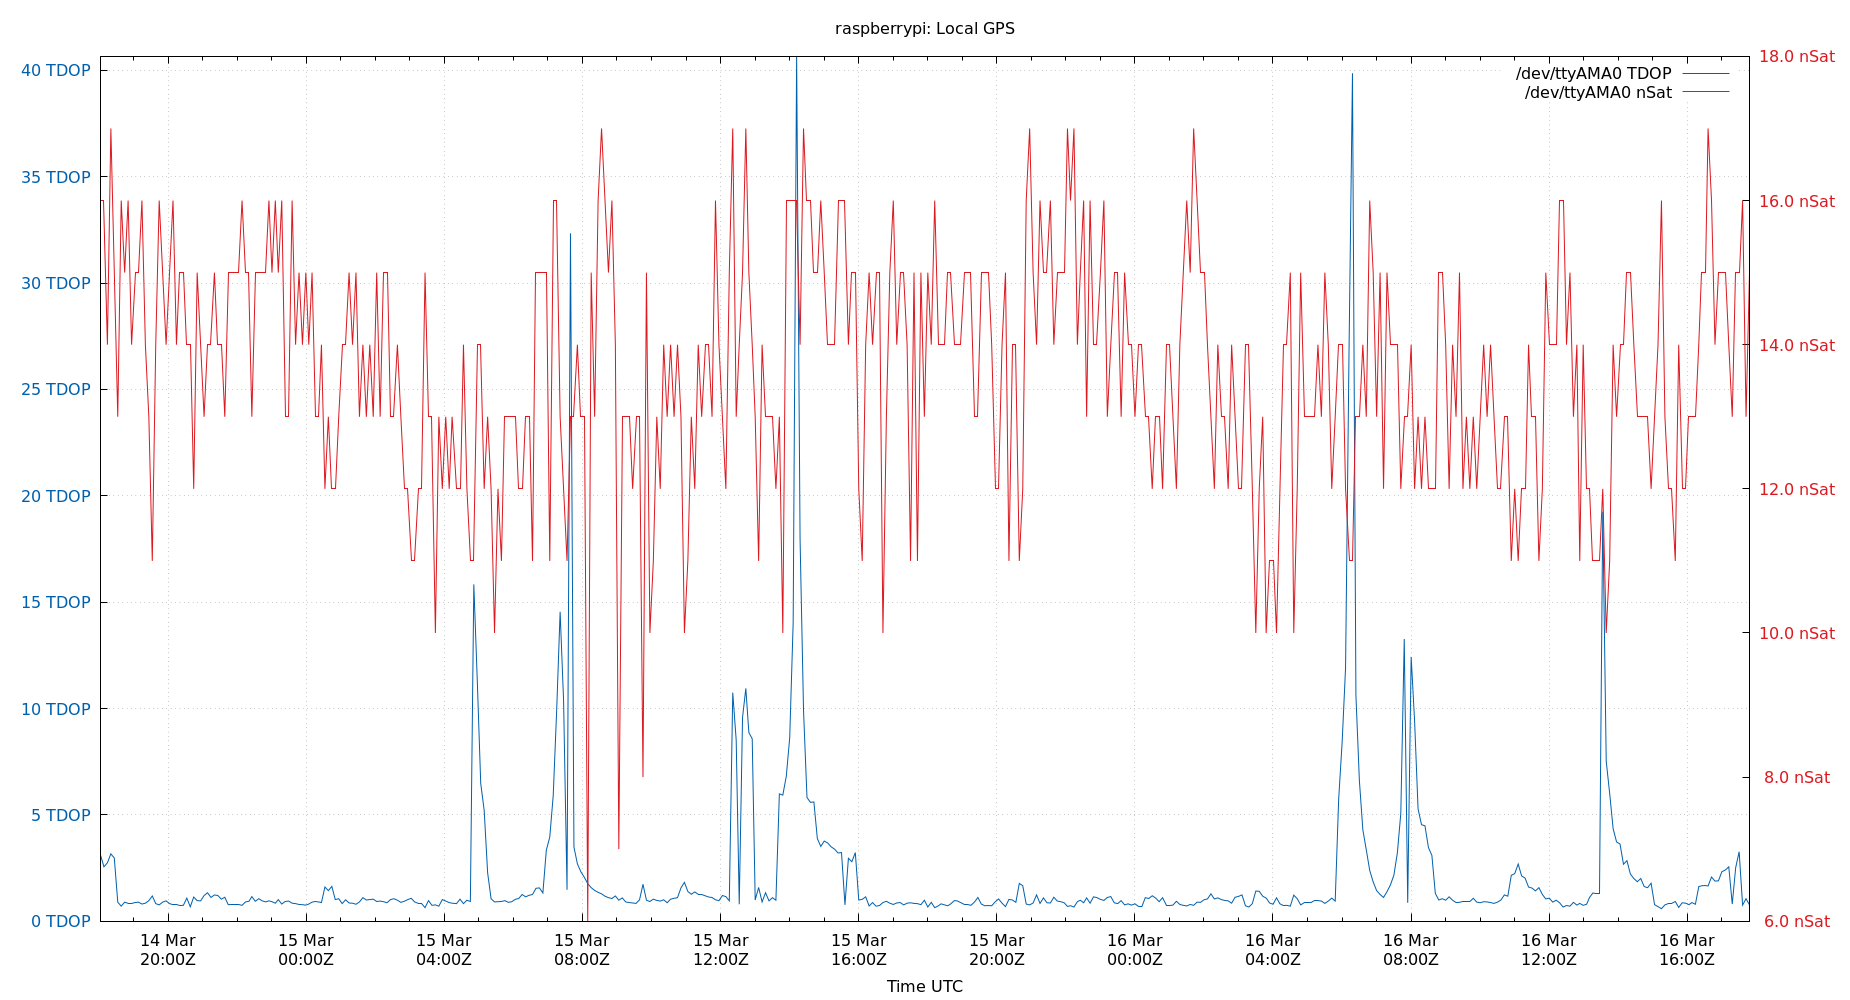 raspberrypi: Local GPS
40 TDOP
35 TDOP
30 TDOP
25 TDOP
20 TDOP
15 TDOP
10 TDOP
5 TDOP
0 TDOP
18.0 nSat
16.0 nSat
14.0 nSat
12.0 nSat
10.0 nSat
8.0 nSat
6.0 nSat
/dev/ttyAMA0 TDOP
/dev/ttyAMA0 nSat
14 Mar 15 Mar 15 Mar 15 Mar 15 Mar 15 Mar 15 Mar 16 Mar 16 Mar 16 Mar 16 Mar 16 Mar
20:00Z 00:00Z 04:00Z 08:00Z 12:00Z 16:00Z 20:00Z 00:00Z 04:00Z 08:00Z 12:00Z 16:00Z
Time UTC